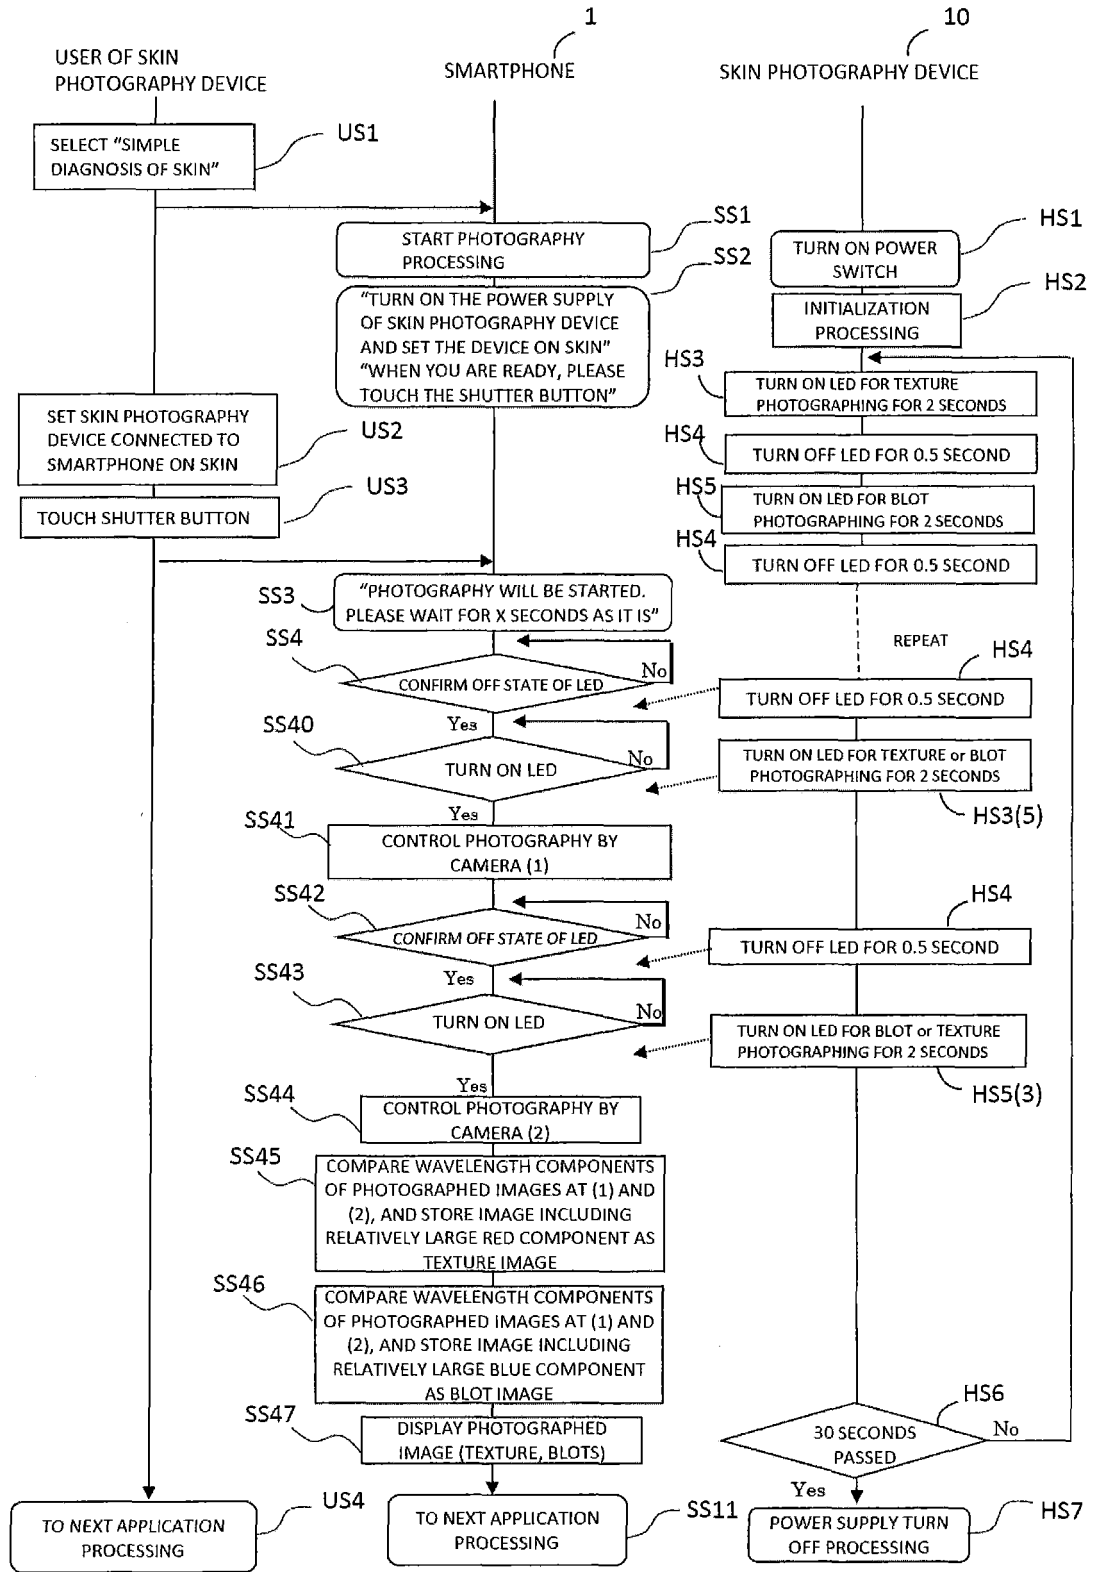 1
10
USER OF SKIN
PHOTOGRAPHY DEVICE
SMARTPHONE
SKIN PHOTOGRAPHY DEVICE
SELECT “SIMPLE
DIAGNOSIS OF SKIN”
US1
START PHOTOGRAPHY
PROCESSING
SS1
TURN ON POWER
SWITCH
HS1
“TURN ON THE POWER SUPPLY
OF SKIN PHOTOGRAPHY DEVICE
AND SET THE DEVICE ON SKIN”
“WHEN YOU ARE READY, PLEASE
TOUCH THE SHUTTER BUTTON”
SS2
INITIALIZATION
PROCESSING
HS2
HS3
TURN ON LED FOR TEXTURE
PHOTOGRAPHING FOR 2 SECONDS
SET SKIN PHOTOGRAPHY
DEVICE CONNECTED TO
SMARTPHONE ON SKIN
US2
HS4
TURN OFF LED FOR 0.5 SECOND
TOUCH SHUTTER BUTTON
US3
HS5
TURN ON LED FOR BLOT
PHOTOGRAPHING FOR 2 SECONDS
HS4
TURN OFF LED FOR 0.5 SECOND
SS3
“PHOTOGRAPHY WILL BE STARTED.
PLEASE WAIT FOR X SECONDS AS IT IS”
REPEAT
SS4
CONFIRM OFF STATE OF LED
No
Yes
HS4
TURN OFF LED FOR 0.5 SECOND
SS40
TURN ON LED
No
Yes
TURN ON LED FOR TEXTURE or BLOT
PHOTOGRAPHING FOR 2 SECONDS
HS3(5)
SS41
CONTROL PHOTOGRAPHY BY
CAMERA (1)
SS42
CONFIRM OFF STATE OF LED
No
Yes
HS4
TURN OFF LED FOR 0.5 SECOND
SS43
TURN ON LED
No
Yes
TURN ON LED FOR BLOT or TEXTURE
PHOTOGRAPHING FOR 2 SECONDS
HS5(3)
SS44
CONTROL PHOTOGRAPHY BY
CAMERA (2)
SS45
COMPARE WAVELENGTH COMPONENTS
OF PHOTOGRAPHED IMAGES AT (1) AND
(2), AND STORE IMAGE INCLUDING
RELATIVELY LARGE RED COMPONENT AS
TEXTURE IMAGE
SS46
COMPARE WAVELENGTH COMPONENTS
OF PHOTOGRAPHED IMAGES AT (1) AND
(2), AND STORE IMAGE INCLUDING
RELATIVELY LARGE BLUE COMPONENT
AS BLOT IMAGE
SS47
DISPLAY PHOTOGRAPHED
IMAGE (TEXTURE, BLOTS)
HS6
30 SECONDS
PASSED
No
Yes
TO NEXT APPLICATION
PROCESSING
US4
TO NEXT APPLICATION
PROCESSING
SS11
POWER SUPPLY TURN
OFF PROCESSING
HS7